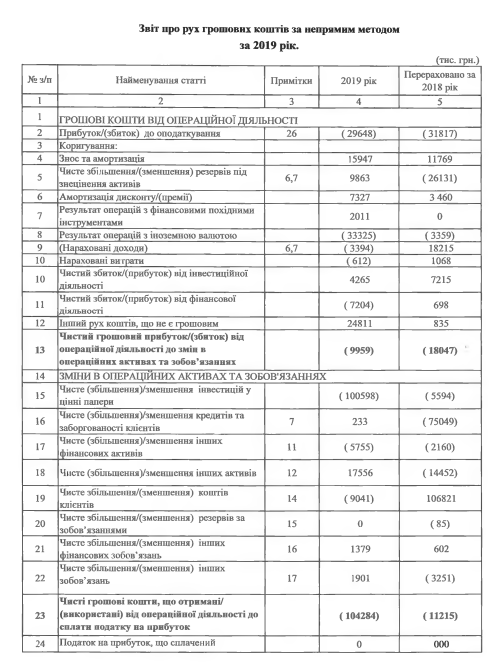 Звіт про рух грошових коштів за непрямим методом
за 2019 рік.
(тис. грн.)
№ з/п Найменування статті Примітки 2019 рік Перераховано за 2018 рік
1 2 3 4 5
1 ГРОШОВІ КОШТИ ВІД ОПЕРАЦІЙНОЇ ДІЯЛЬНОСТІ
2 Прибуток/(збиток) до оподаткування 26 (29648) (31817)
3 Коригування:
4 Знос та амортизація 15947 11769
5 Чисте збільшення/(зменшення) резервів під
знецінення активів 6,7 9863 (26131)
6 Амортизація дисконту/(премії) 7327 3 460
7 Результат операцій з фінансовими похідними
інструментами 2011 0
8 Результат операцій з іноземною валютою ( 33325) (3359)
9 (Нараховані доходи) 6,7 ( 3394) 18215
10 Нараховані витрати ( 612) 1068
10 Чистий збиток/(прибуток) від інвестиційної
діяльності 4265 7215
11 Чистий збиток/(прибуток) від фінансової
діяльності ( 7204) 698
12 Інший рух коштів, що не є грошовим 24811 835
13 Чистий грошовий прибуток/(збиток) від
операційної діяльності до змін в
операційних активах та зобов'язаннях ( 9959) (18047)
14 ЗМІНИ В ОПЕРАЦІЙНИХ АКТИВАХ ТА ЗОБОВ'ЯЗАННЯХ
15 Чисте (збільшення)/зменшення інвестицій у
цінні папери ( 100598) (5594)
16 Чисте (збільшення)/зменшення кредитів та
заборгованості клієнтів 7 233 (75049)
17 Чисте (збільшення)/зменшення інших
фінансових активів 11 ( 5755) (2160)
18 Чисте (збільшення)/зменшення інших активів 12 17556 ( 14452)
19 Чисте збільшення/(зменшення) коштів
клієнтів 14 ( 9041) 106821
20 Чисте збільшення/(зменшення) резервів за
зобов'язаннями 15 0 ( 85)
21 Чисте збільшення/(зменшення) інших
фінансових зобов'язань 16 1379 602
22 Чисте збільшення/(зменшення) інших
зобов'язань 17 1901 (3251)
23 Чисті грошові кошти, що отримані/
(використані) від операційної діяльності до
сплати податку на прибуток ( 104284) ( 11215)
24 Податок на прибуток, що сплачений 0 000